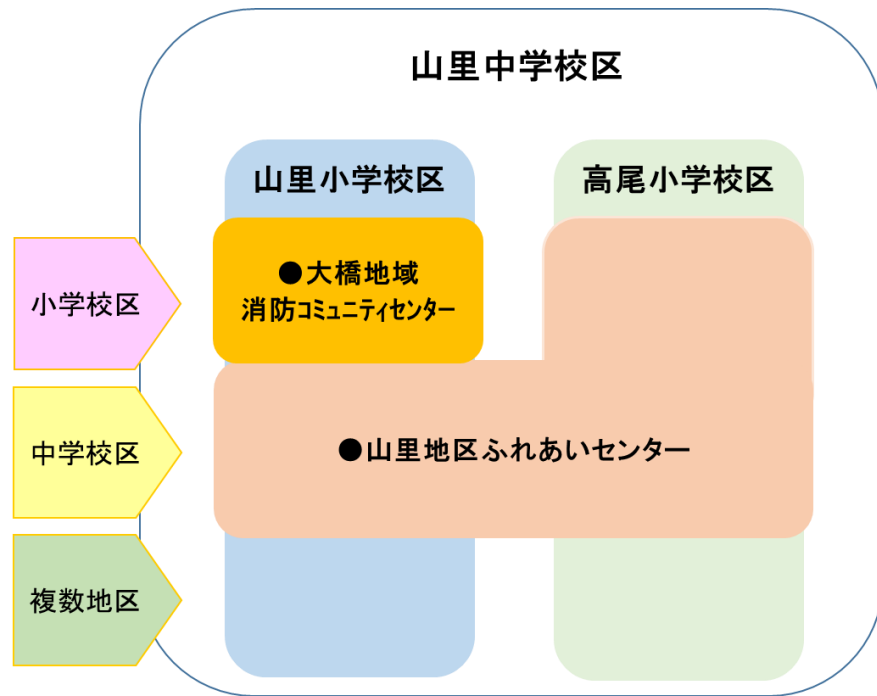 山里中学校区
山里小学校区
高尾小学校区
小学校区
●大橋地域
消防コミュニティセンター
中学校区
●山里地区ふれあいセンター
複数地区